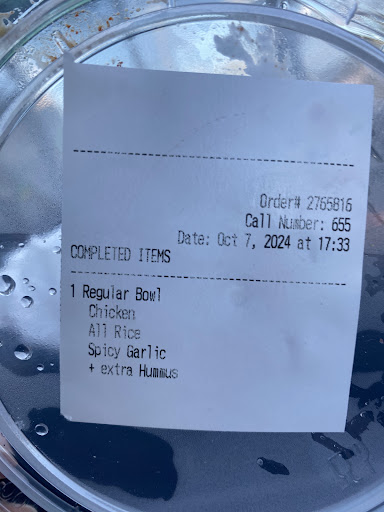 Order# 2765816
Call Number: 655
Date: Oct 7, 2024 at 17:33
COMPLETED ITEMS
1 Regular Bowl
Chicken
All Rice
Spicy Garlic
+ extra Hummus